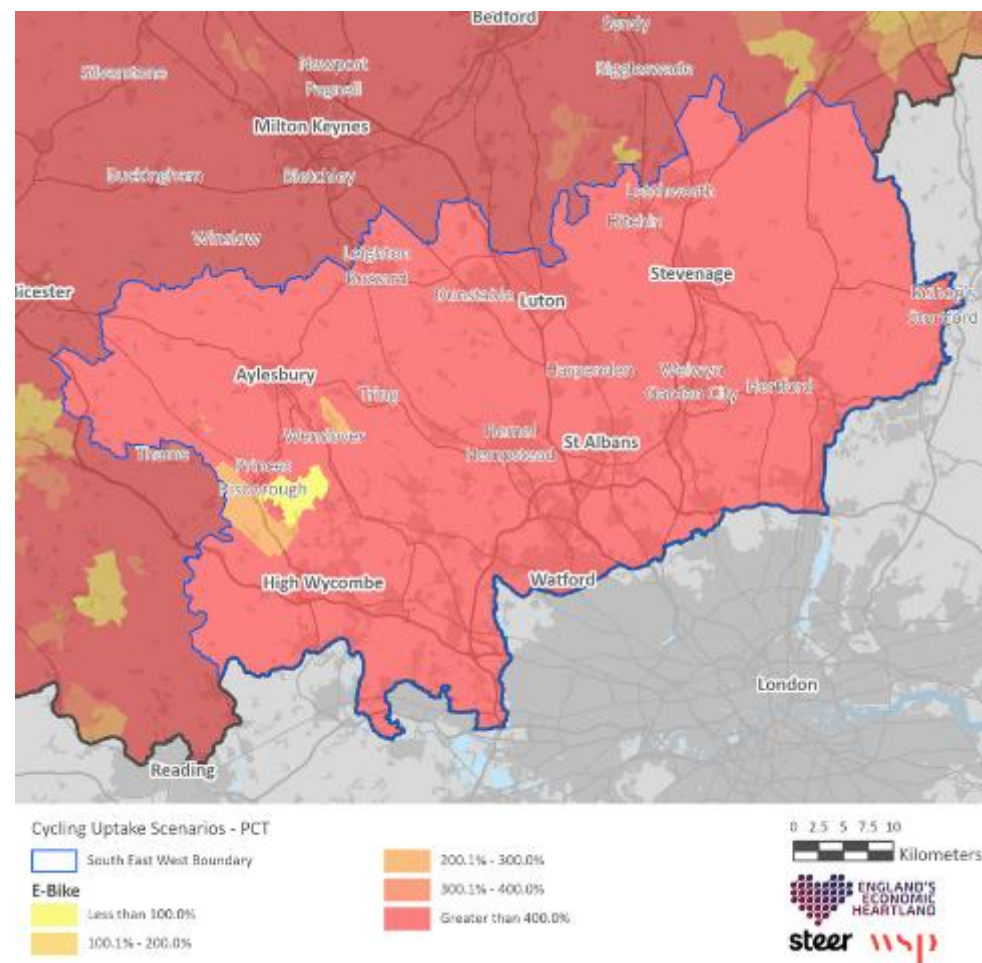 Bedford
Sandy
Silverstone
Newport
Pagnell
Biggleswade
Milton Keynes
Buckingham
Bletchley
Letchworth
Winslow
Hitchin
Leighton
Buzzard
Stevenage
Bicester
Dunstable
Luton
Bishop's
Stortford
Aylesbury
Harpenden
Welwyn
Garden City
Hertford
Tring
Wendover
Hemel
Hempstead
St Albans
Thame
Princes
Risborough
High Wycombe
Watford
London
Reading
Cycling Uptake Scenarios - PCT
South East West Boundary
E-Bike
Less than 100.0%
100.1% - 200.0%
200.1% - 300.0%
300.1% - 400.0%
Greater than 400.0%
0 2.5 5 7.5 10
Kilometers
ENGLAND'S
ECONOMIC
HEARTLAND
steer wsp